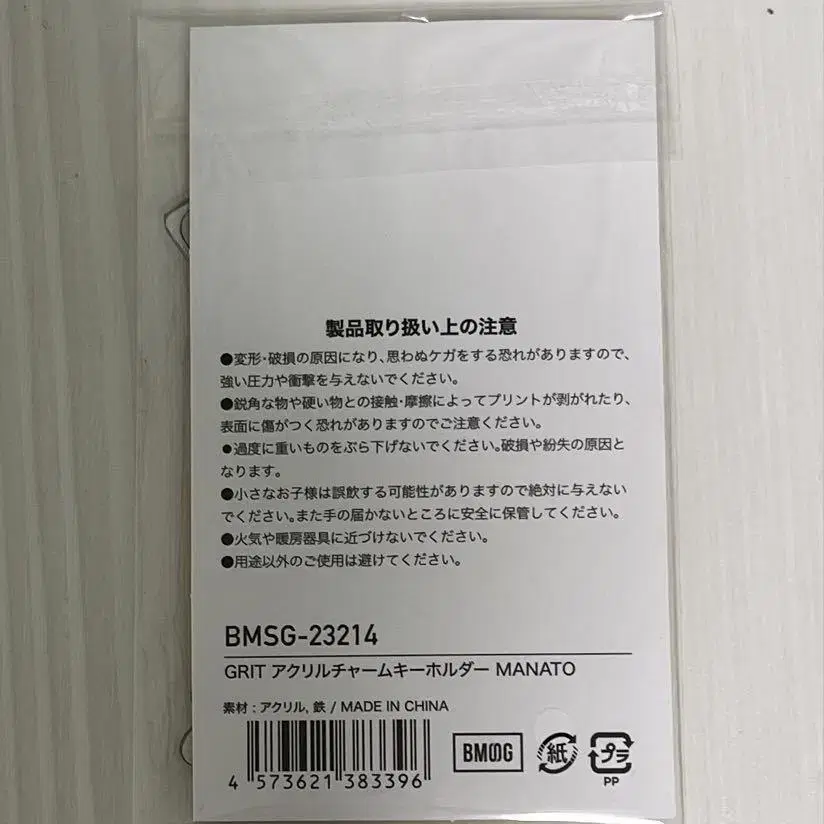 製品取り扱い上の注意
●変形・破損の原因になり、思わぬケガをする恐れがありますので、
強い圧力や衝撃を与えないでください。
●鋭角な物や硬い物との接触・摩擦によってプリントが剥がれたり、
表面に傷がつく恐れがありますのでご注意ください。
●過度に重いものをぶら下げないでください。破損や紛失の原因と
なります。
●小さなお子様は誤飲する可能性がありますので絶対に与えない
でください。また手の届かないところに安全に保管してください。
●火気や暖房器具に近づけないでください。
●用途以外のご使用は避けてください。
BMSG-23214
GRIT アクリルチャームキーホルダー MANATO
素材 : アクリル, 鉄 / MADE IN CHINA
4 573621 383396
BMSG
紙
プラ
PP